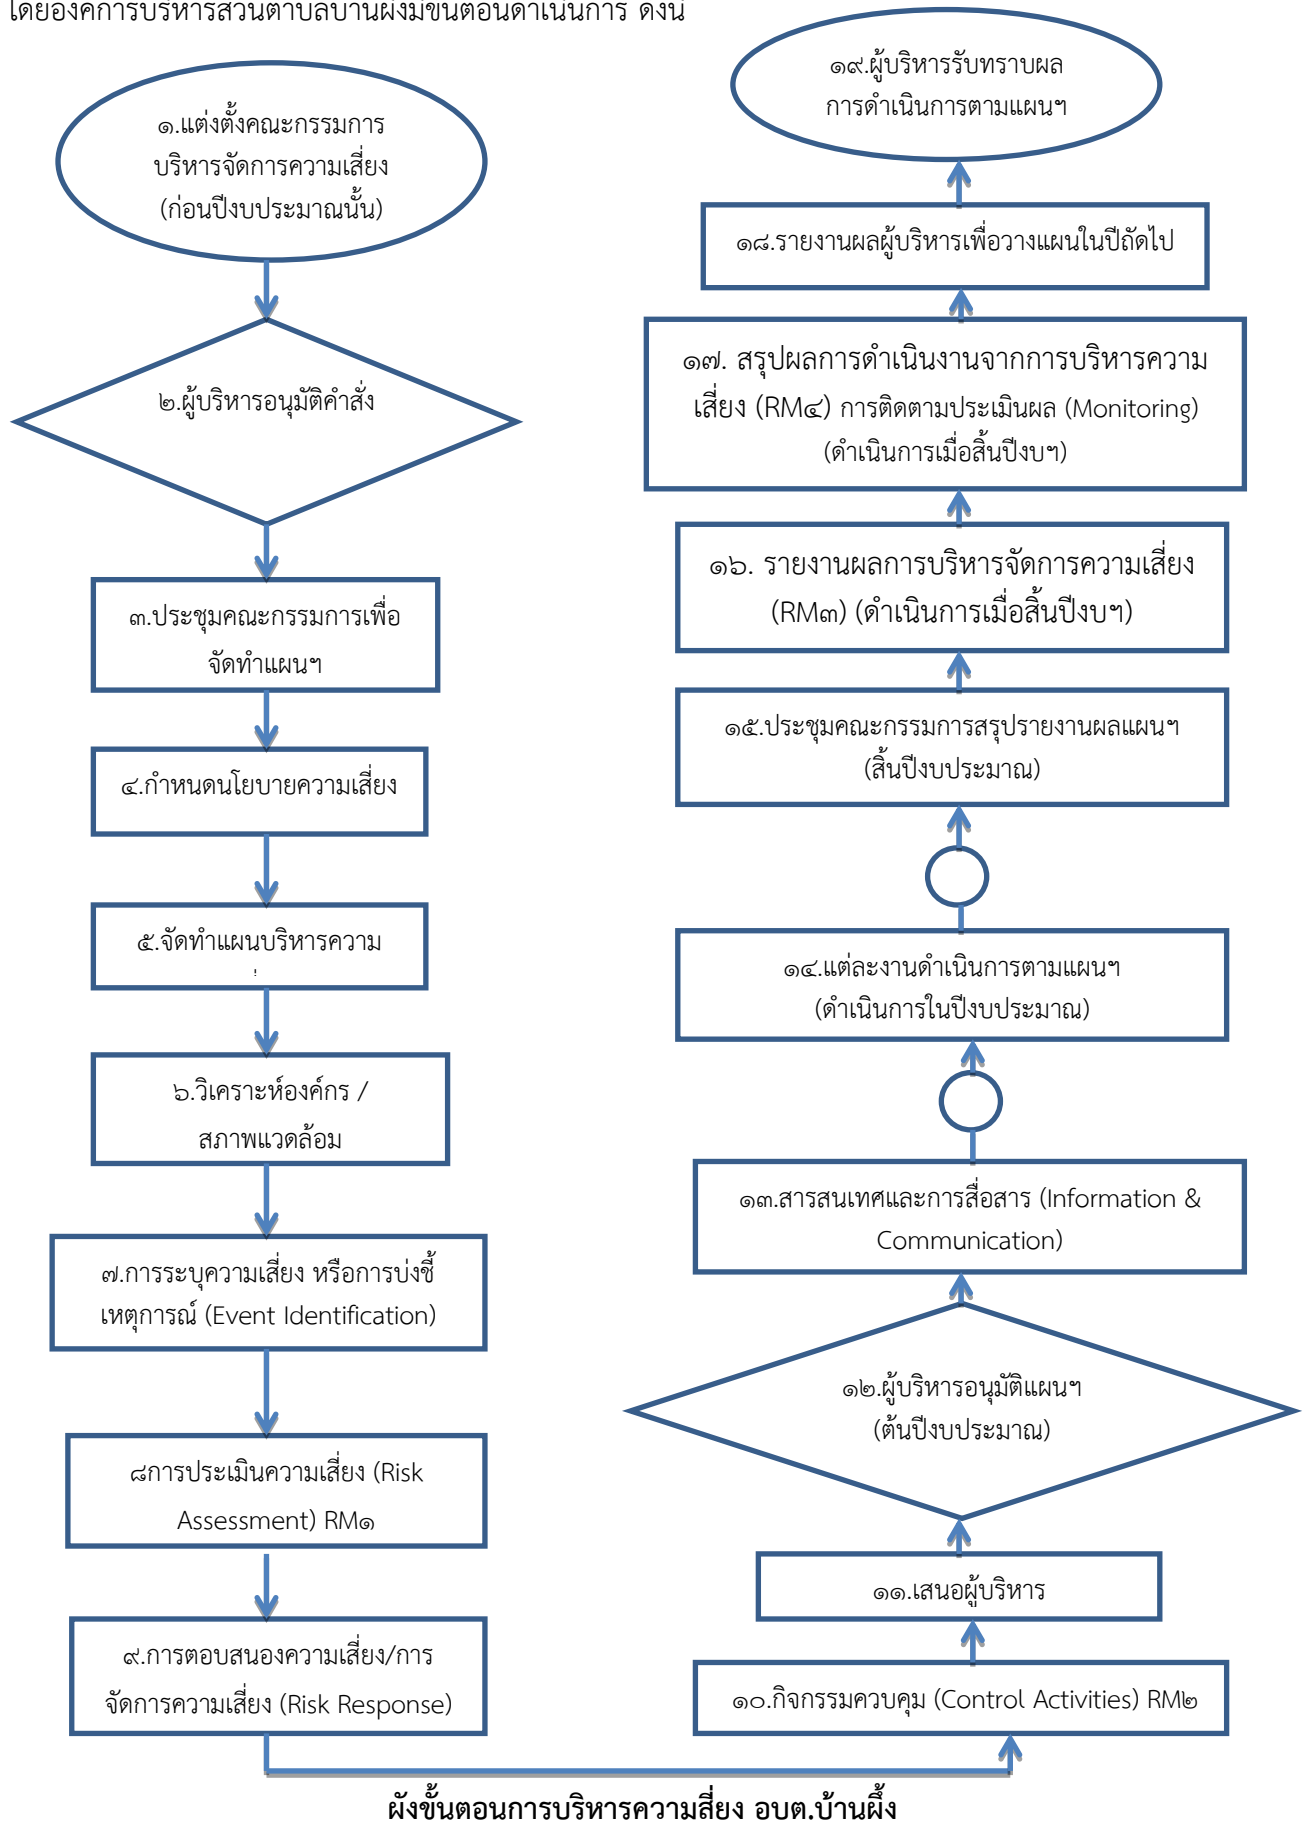 โดยองค์การบริหารส่วนตำบลบ้านผึ้งมีขั้นตอนดำเนินการ ดังนี้
๑.แต่งตั้งคณะกรรมการ
บริหารจัดการความเสี่ยง
(ก่อนปีงบประมาณนั้น)
๒.ผู้บริหารอนุมัติคำสั่ง
๓.ประชุมคณะกรรมการเพื่อ
จัดทำแผนฯ
๔.กำหนดนโยบายความเสี่ยง
๕.จัดทำแผนบริหารความ
๖.วิเคราะห์องค์กร /
สภาพแวดล้อม
๗.การระบุความเสี่ยง หรือการบ่งชี้
เหตุการณ์ (Event Identification)
๘การประเมินความเสี่ยง (Risk
Assessment) RM๑
๙.การตอบสนองความเสี่ยง/การ
จัดการความเสี่ยง (Risk Response)
๑๐.กิจกรรมควบคุม (Control Activities) RM๒
๑๑.เสนอผู้บริหาร
๑๒.ผู้บริหารอนุมัติแผนฯ
(ต้นปีงบประมาณ)
๑๓.สารสนเทศและการสื่อสาร (Information &
Communication)
๑๔.แต่ละงานดำเนินการตามแผนฯ
(ดำเนินการในปีงบประมาณ)
๑๕.ประชุมคณะกรรมการสรุปรายงานผลแผนฯ
(สิ้นปีงบประมาณ)
๑๖. รายงานผลการบริหารจัดการความเสี่ยง
(RM๓) (ดำเนินการเมื่อสิ้นปีงบฯ)
๑๗. สรุปผลการดำเนินงานจากการบริหารความ
เสี่ยง (RM๔) การติดตามประเมินผล (Monitoring)
(ดำเนินการเมื่อสิ้นปีงบฯ)
๑๘.รายงานผลผู้บริหารเพื่อวางแผนในปีถัดไป
๑๙.ผู้บริหารรับทราบผล
การดำเนินการตามแผนฯ
ผังขั้นตอนการบริหารความสี่ยง อบต.บ้านผึ้ง